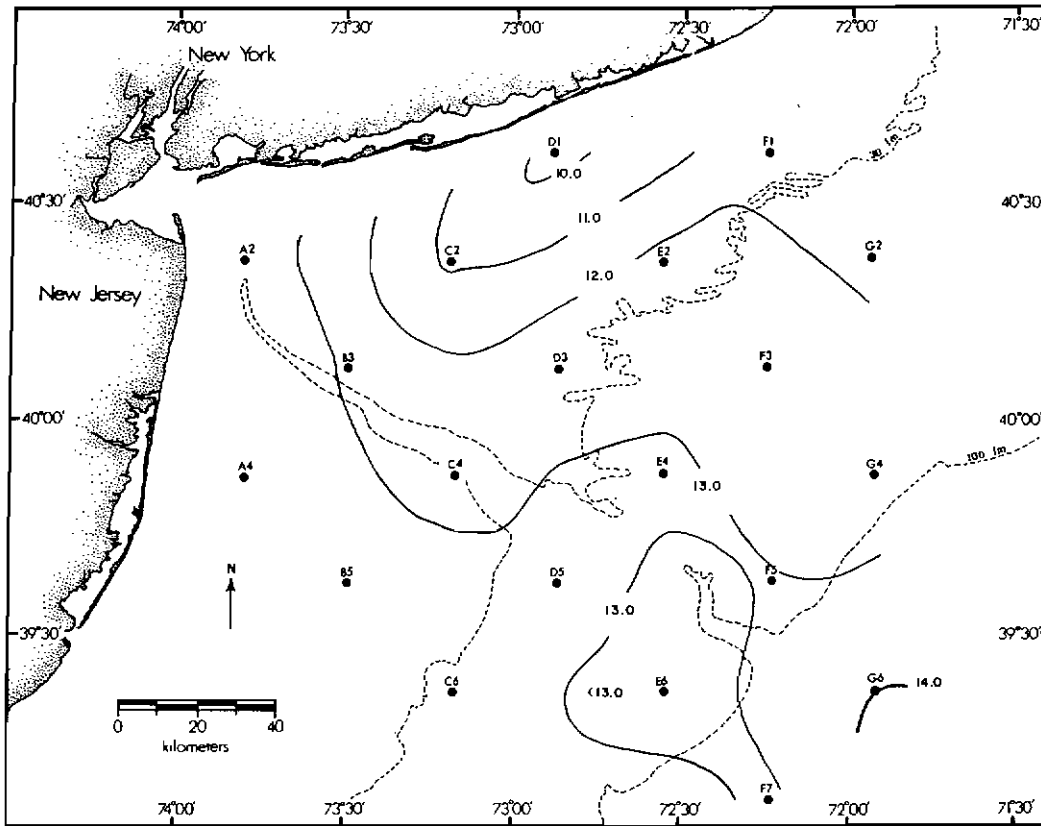 74°00' 73°30' 73°00' 72°30' 72°00' 71°30'
New York
D1 F1
30 fm
10.0
40°30' 11.0 40°30'
A2 C2 E2 G2
12.0
New Jersey
B3 D3 F3
40°00' 40°00'
100 fm
A4 C4 E4 G4
13.0
N
B5 D5 F5
13.0
39°30' 39°30'
C6 <13.0 E6 G6 14.0
0 20 40
kilometers
F7
74°00' 73°30' 73°00' 72°30' 72°00' 71°30'